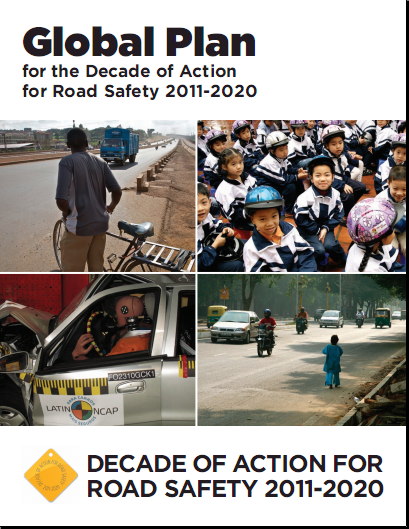 Global Plan
for the Decade of Action
for Road Safety 2011-2020
FO2310GCK1
LATIN NCAP
DECADE OF ACTION FOR
ROAD SAFETY 2011-2020